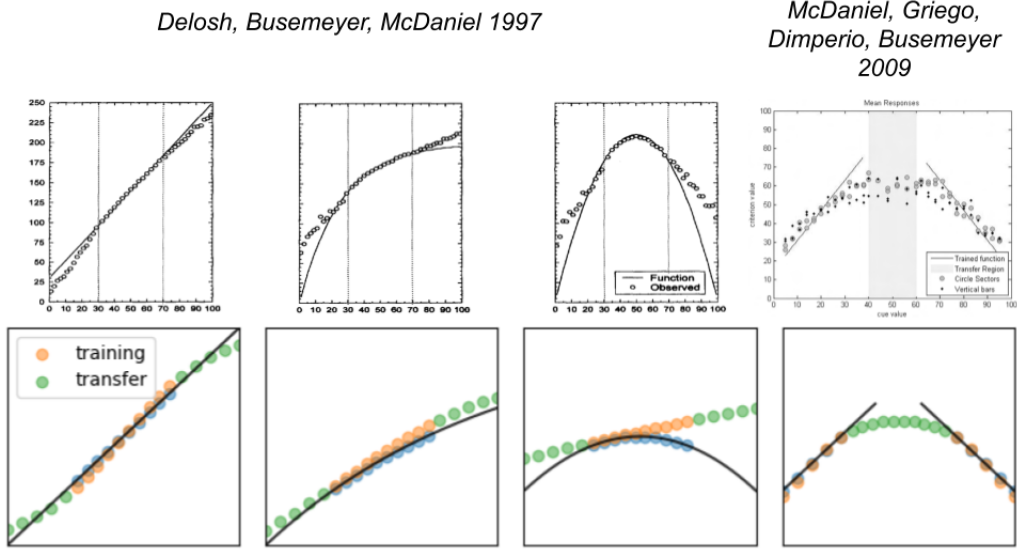 Delosh, Busemeyer, McDaniel 1997
McDaniel, Griego,
Dimperio, Busemeyer
2009
250
225
200
175
150
125
100
75
50
25
0
0 10 20 30 40 50 60 70 80 90 100
0 10 20 30 40 50 60 70 80 90 100
Function
Observed
0 10 20 30 40 50 60 70 80 90 100
Mean Responses
criterion value
100
90
80
70
60
50
40
30
20
10
0
Trained function
Transfer Region
Circle Sectors
Vertical bars
0 10 20 30 40 50 60 70 80 90 100
cue value
training
transfer